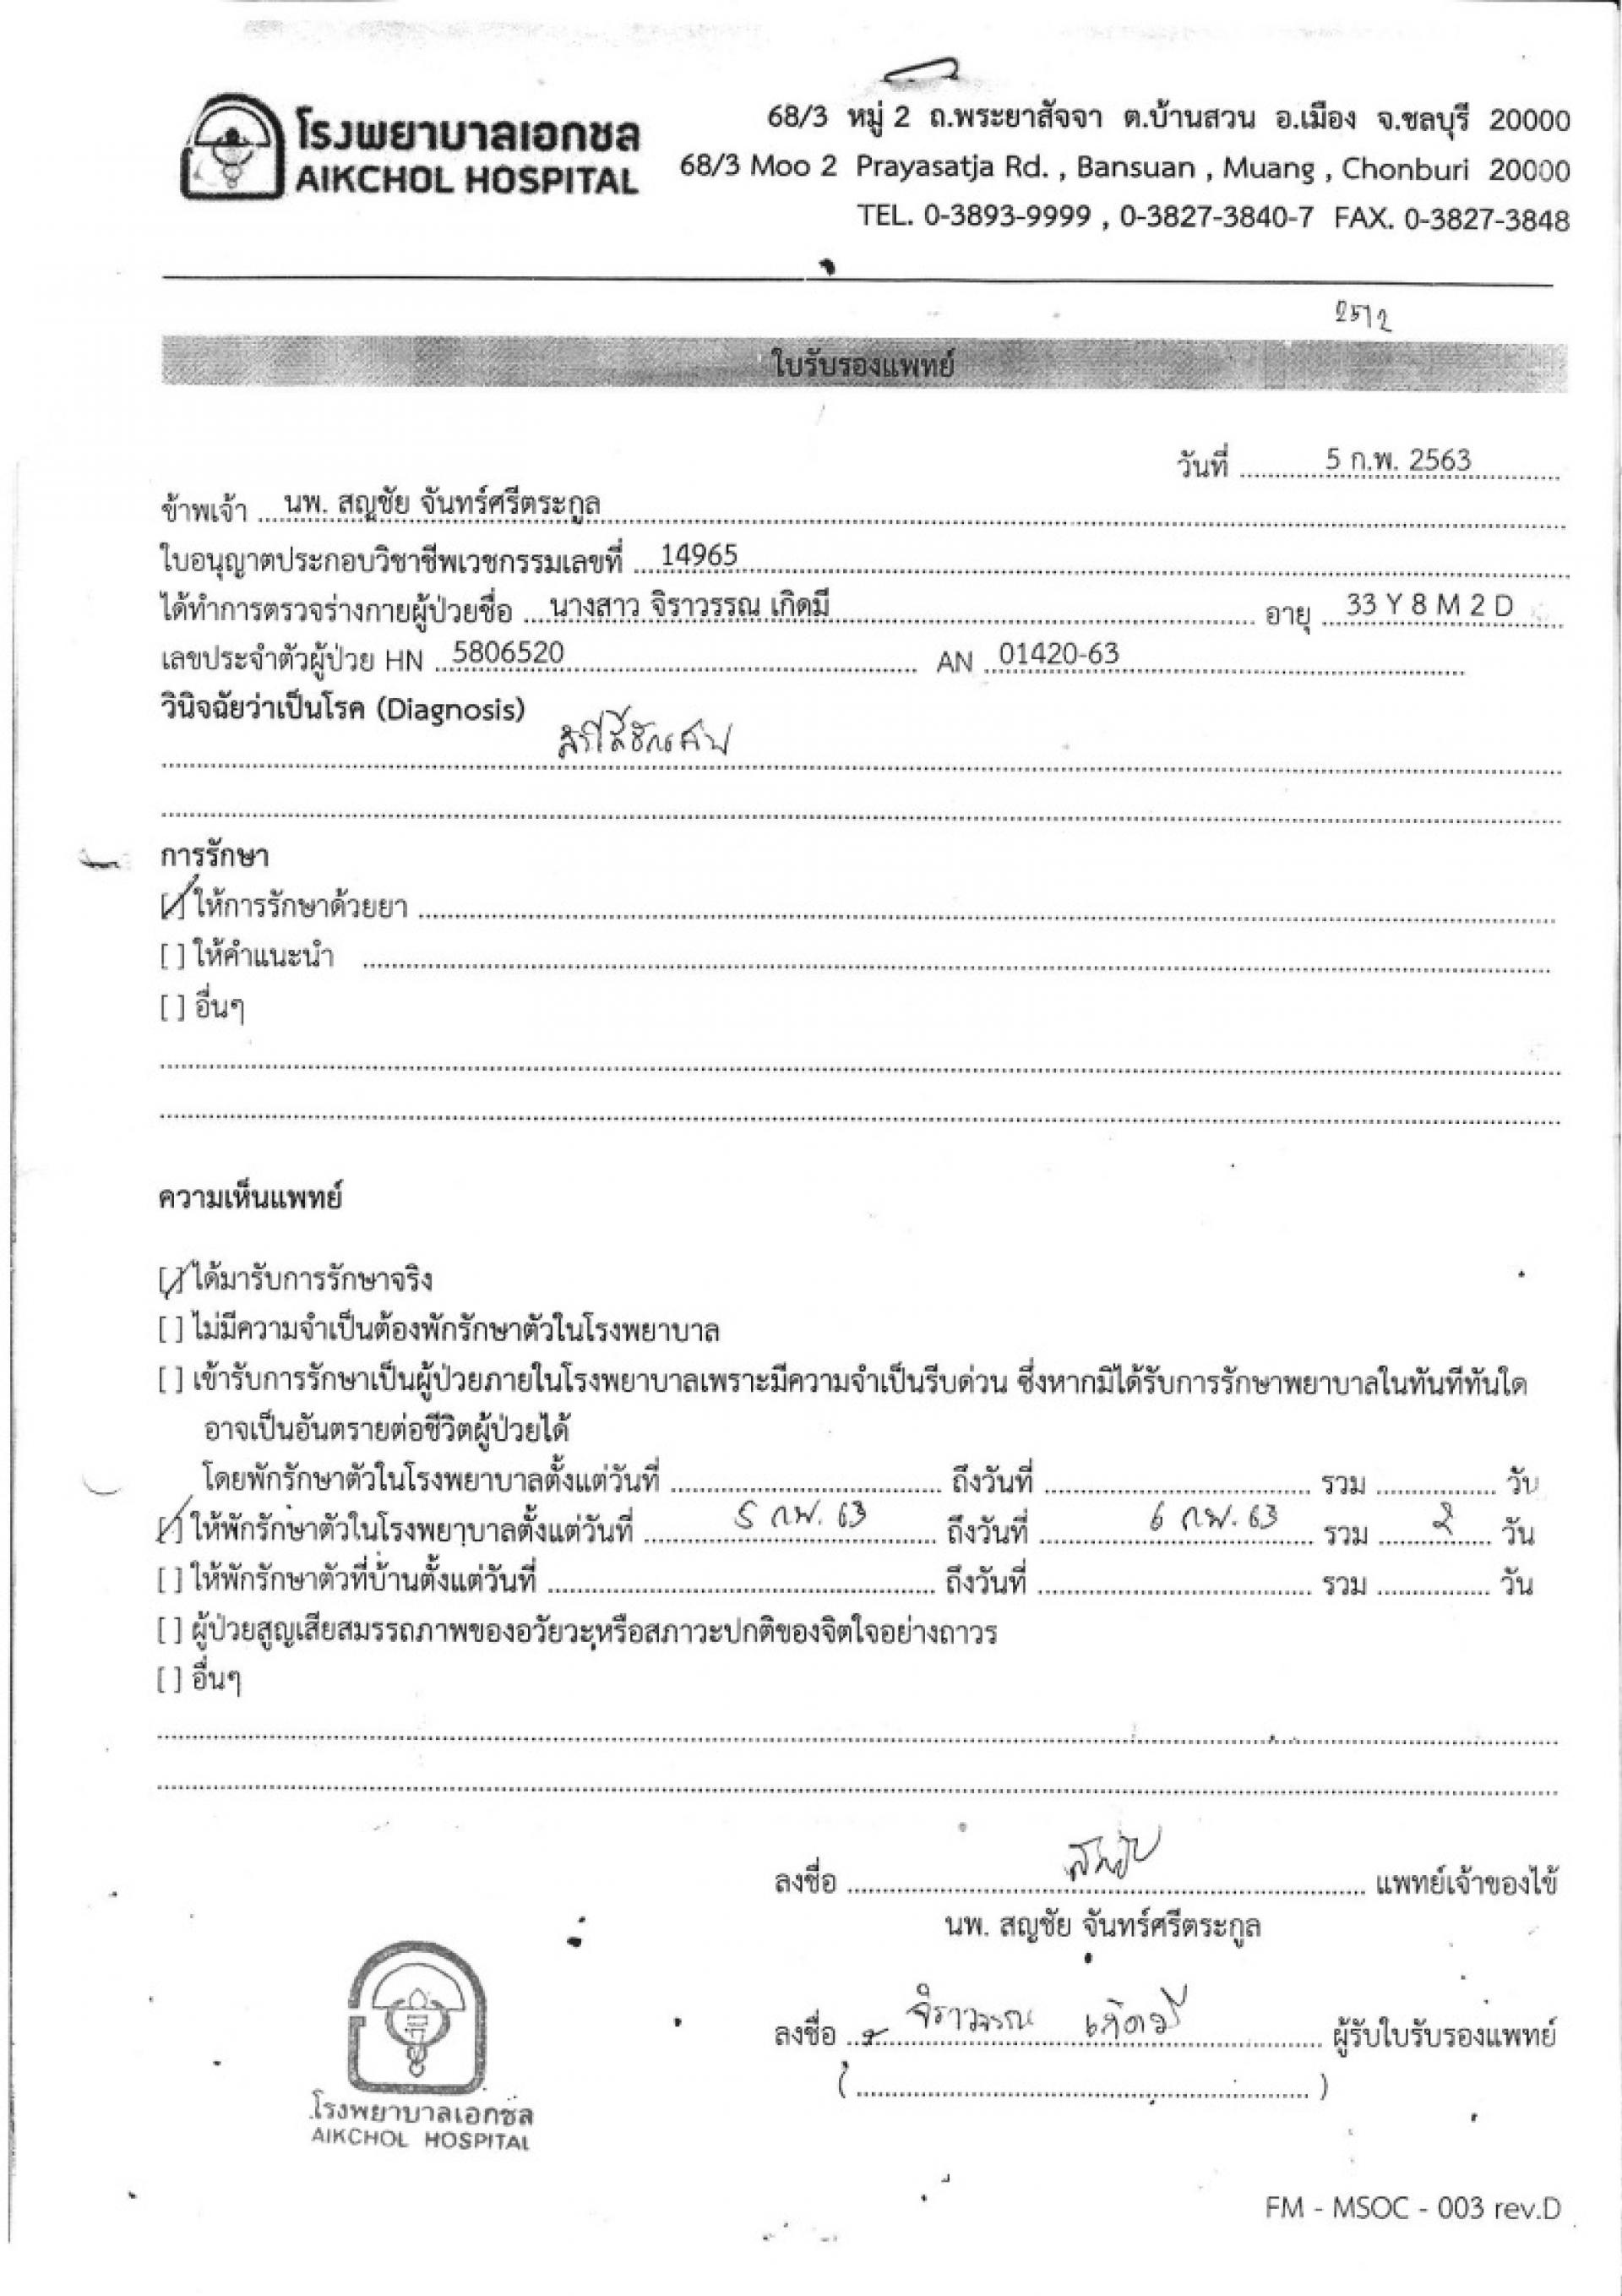 โรงพยาบาลเอกชล
AIKCHOL HOSPITAL
68/3 หมู่ 2 ถ.พระยาสัจจา ต.บ้านสวน อ.เมือง จ.ชลบุรี 20000
68/3 Moo 2 Prayasatja Rd. , Bansuan , Muang , Chonburi 20000
TEL. 0-3893-9999 , 0-3827-3840-7 FAX. 0-3827-3848
ใบรับรองแพทย์
วันที่ 5 ก.พ. 2563
ข้าพเจ้า นพ. สญชัย จันทร์ศรีตระกูล
ใบอนุญาตประกอบวิชาชีพเวชกรรมเลขที่ 14965
ได้ทำการตรวจร่างกายผู้ป่วยชื่อ นางสาว จิราวรรณ เกิดมี อายุ 33 Y 8 M 2 D
เลขประจำตัวผู้ป่วย HN 5806520 AN 01420-63
วินิจฉัยว่าเป็นโรค (Diagnosis)
ลำไส้อักเสบ
การรักษา
[/] ให้การรักษาด้วยยา
[ ] ให้คำแนะนำ
[ ] อื่นๆ
ความเห็นแพทย์
[/] ได้มารับการรักษาจริง
[ ] ไม่มีความจำเป็นต้องพักรักษาตัวในโรงพยาบาล
[ ] เข้ารับการรักษาเป็นผู้ป่วยภายในโรงพยาบาลเพราะมีความจำเป็นรีบด่วน ซึ่งหากมิได้รับการรักษาพยาบาลในทันทีทันใด
อาจเป็นอันตรายต่อชีวิตผู้ป่วยได้
โดยพักรักษาตัวในโรงพยาบาลตั้งแต่วันที่ ถึงวันที่ รวม วัน
[/] ให้พักรักษาตัวในโรงพยาบาลตั้งแต่วันที่ 5 ก.พ. 63 ถึงวันที่ 6 ก.พ. 63 รวม 2 วัน
[ ] ให้พักรักษาตัวที่บ้านตั้งแต่วันที่ ถึงวันที่ รวม วัน
[ ] ผู้ป่วยสูญเสียสมรรถภาพของอวัยวะหรือสภาวะปกติของจิตใจอย่างถาวร
[ ] อื่นๆ
ลงชื่อ สญชัย แพทย์เจ้าของไข้
นพ. สญชัย จันทร์ศรีตระกูล
ลงชื่อ จิราวรรณ เกิดมี ผู้รับใบรับรองแพทย์
( )
โรงพยาบาลเอกชล
AIKCHOL HOSPITAL
FM - MSOC - 003 rev.D